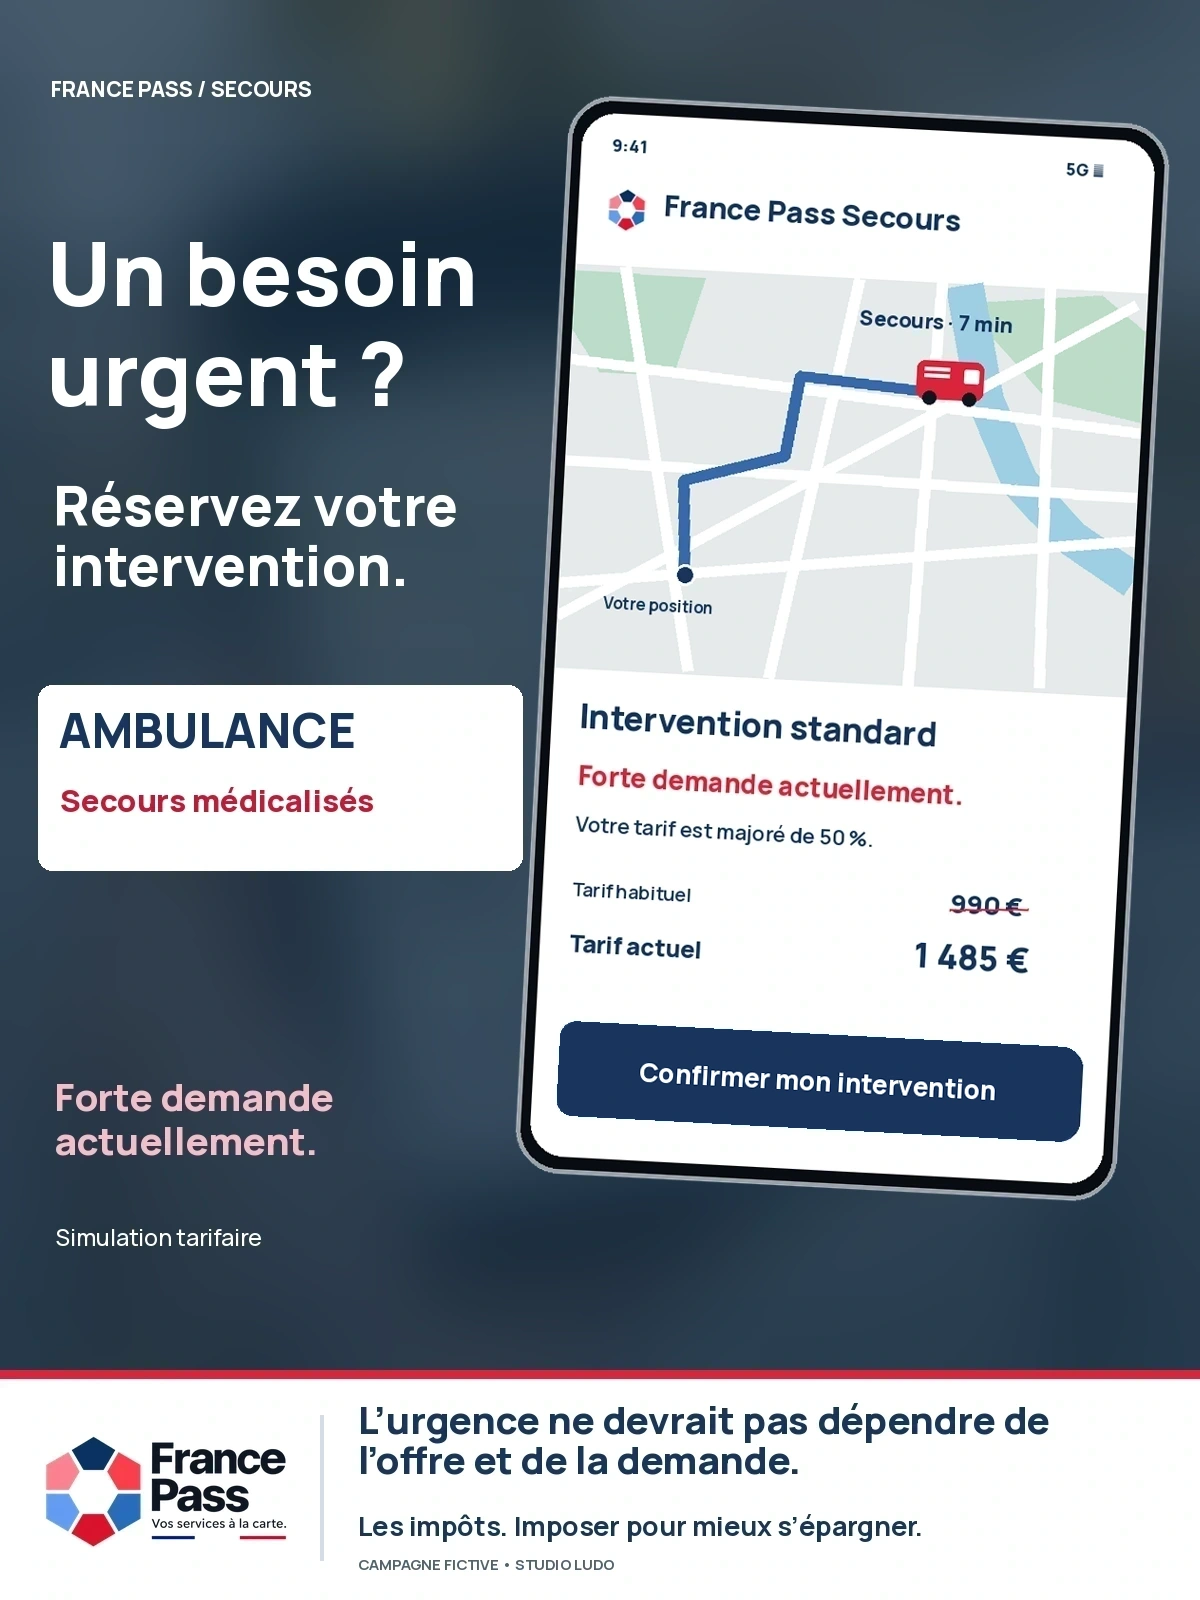 FRANCE PASS / SECOURS
Un besoin
urgent ?
Réservez votre
intervention.
AMBULANCE
Secours médicalisés
Forte demande
actuellement.
Simulation tarifaire
9:41
5G
France Pass Secours
Secours · 7 min
Votre position
Intervention standard
Forte demande actuellement.
Votre tarif est majoré de 50 %.
Tarif habituel
990 €
Tarif actuel
1 485 €
Confirmer mon intervention
France
Pass
Vos services à la carte.
L’urgence ne devrait pas dépendre de
l’offre et de la demande.
Les impôts. Imposer pour mieux s’épargner.
CAMPAGNE FICTIVE • STUDIO LUDO